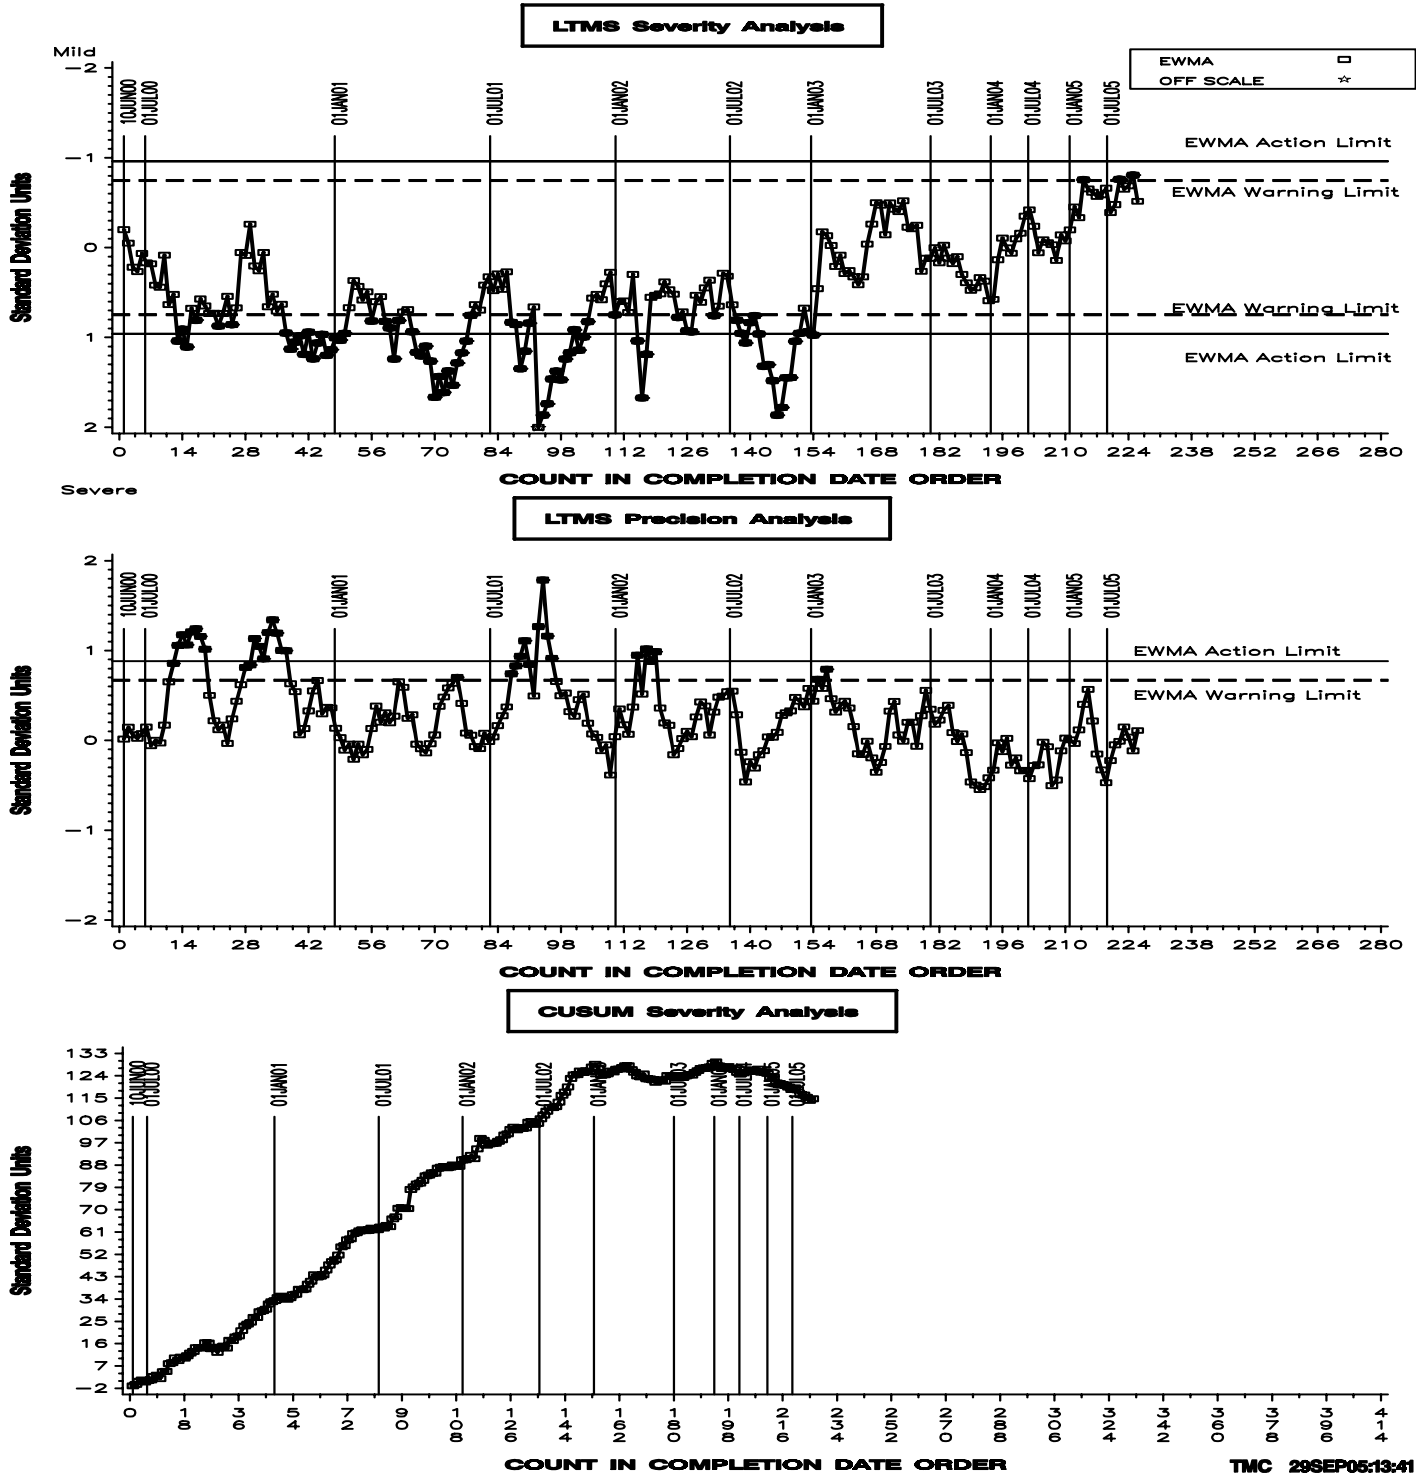 LTMS Severity Analysis
Mild
EWMA
OFF SCALE
-2
-1
0
1
2
10JUN00 01JUL00 01JAN01 01JUL01 01JAN02 01JUL02 01JAN03 01JUL03 01JAN04 01JUL04 01JAN05 01JUL05
EWMA Action Limit
EWMA Warning Limit
EWMA Warning Limit
EWMA Action Limit
Standard Deviation Units
0 14 28 42 56 70 84 98 112 126 140 154 168 182 196 210 224 238 252 266 280
COUNT IN COMPLETION DATE ORDER
Severe
LTMS Precision Analysis
2
1
0
-1
-2
10JUN00 01JUL00 01JAN01 01JUL01 01JAN02 01JUL02 01JAN03 01JUL03 01JAN04 01JUL04 01JAN05 01JUL05
EWMA Action Limit
EWMA Warning Limit
Standard Deviation Units
0 14 28 42 56 70 84 98 112 126 140 154 168 182 196 210 224 238 252 266 280
COUNT IN COMPLETION DATE ORDER
CUSUM Severity Analysis
133
124
115
106
97
88
79
70
61
52
43
34
25
16
7
-2
10JUN00 01JUL00 01JAN01 01JUL01 01JAN02 01JUL02 01JUL05
Standard Deviation Units
0 18 36 54 72 90 108 126 144 162 180 198 216 234 252 270 288 306 324 342 360 378 396 414
COUNT IN COMPLETION DATE ORDER
TMC 29SEP05:13:41